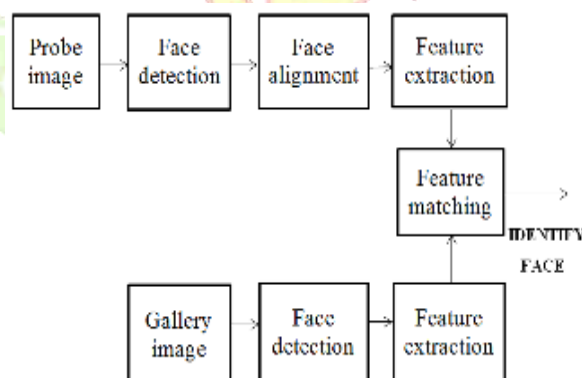 Probe
image
Face
detection
Face
alignment
Feature
extraction
Feature
matching
IDENTIFY
FACE
Gallery
image
Face
detection
Feature
extraction